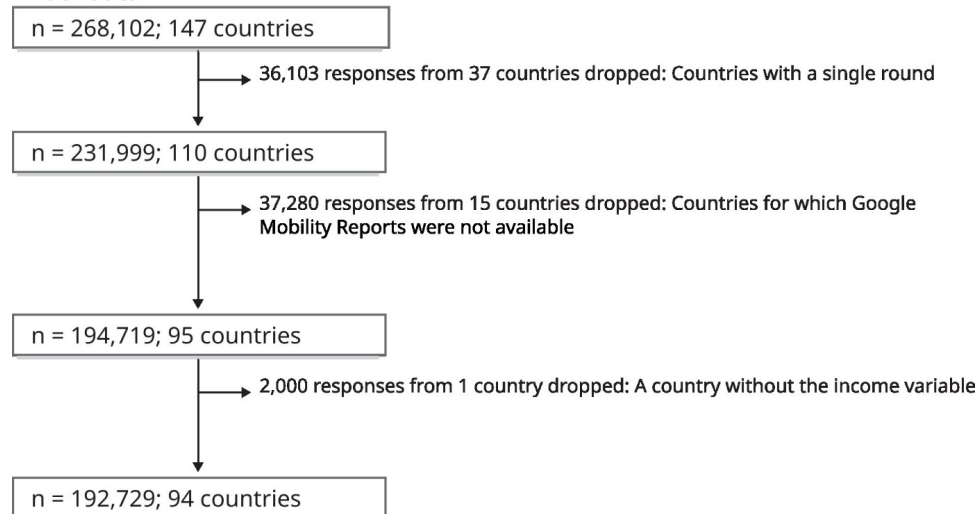 n = 268,102; 147 countries
36,103 responses from 37 countries dropped: Countries with a single round
n = 231,999; 110 countries
37,280 responses from 15 countries dropped: Countries for which Google
Mobility Reports were not available
n = 194,719; 95 countries
2,000 responses from 1 country dropped: A country without the income variable
n = 192,729; 94 countries